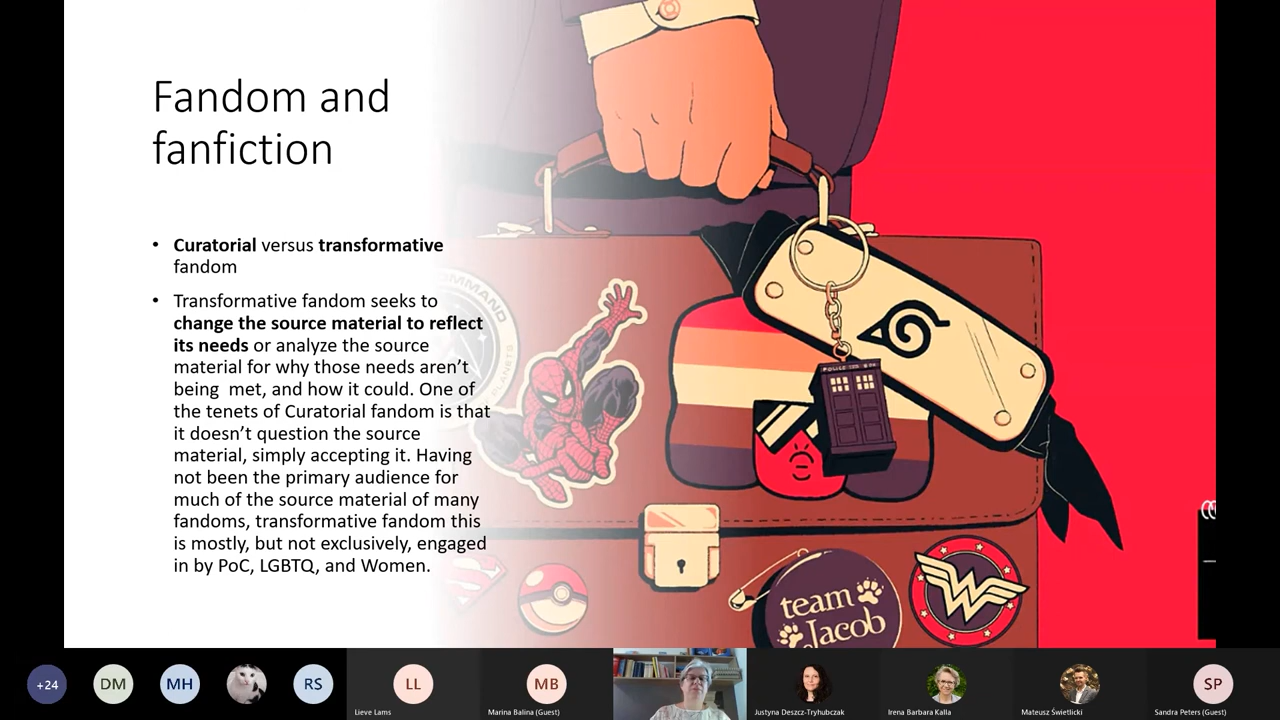 Fandom and
fanfiction
• Curatorial versus transformative
fandom
• Transformative fandom seeks to
change the source material to reflect
its needs or analyze the source
material for why those needs aren't
being  met, and how it could. One of
the tenets of Curatorial fandom is that
it doesn't question the source
material, simply accepting it. Having
not been the primary audience for
much of the source material of many
fandoms, transformative fandom this
is mostly, but not exclusively, engaged
in by PoC, LGBTQ, and Women.
COMMAND
PLANETS
POLICE
team
Jacob
+24
DM
MH
RS
LL
MB
SP
Lieve Lams
Marina Balina (Guest)
Justyna Deszcz-Tryhubczak
Irena Barbara Kalla
Mateusz Świetlicki
Sandra Peters (Guest)